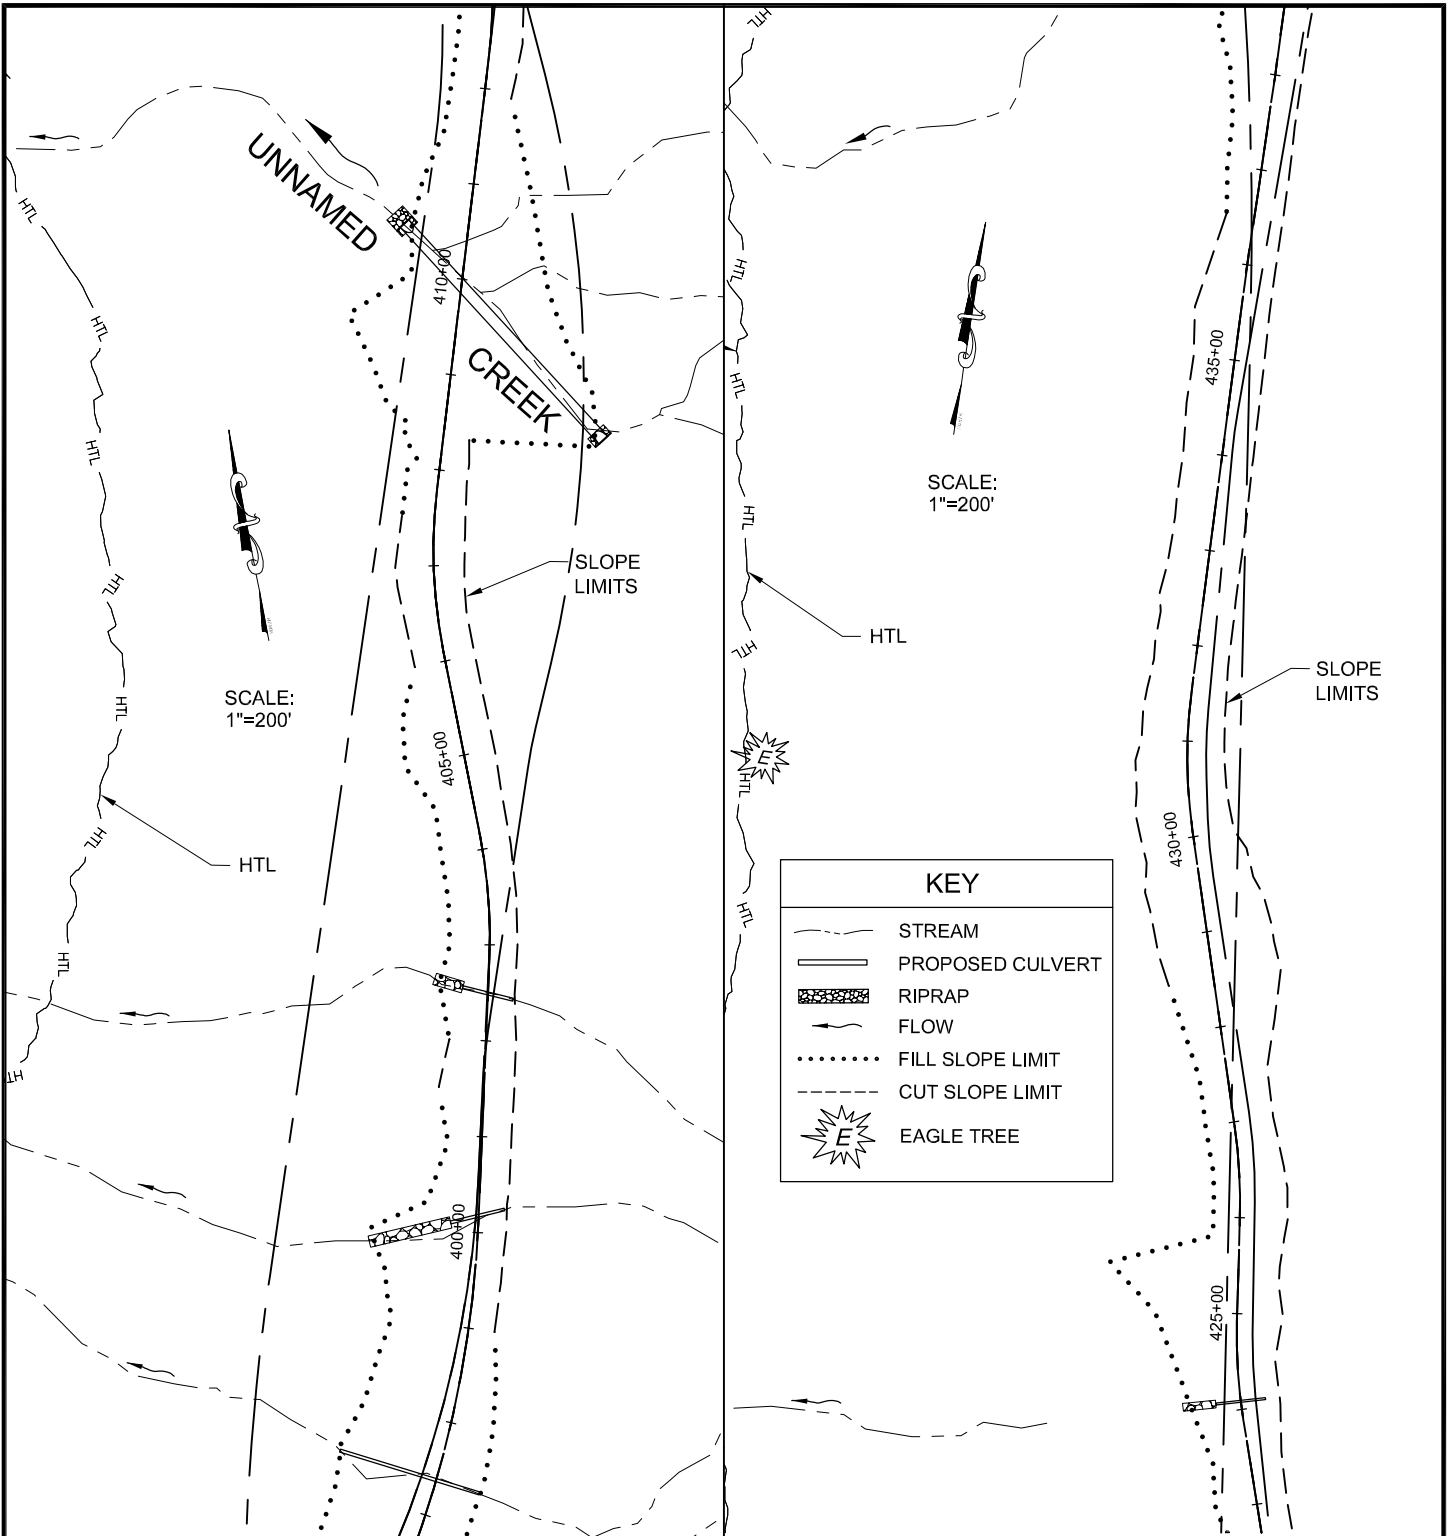 HTL
HTL
HTL
HTL
HTL
HTL
HTL
HTL
UNNAMED
CREEK
410+00
405+00
400+00
SLOPE
LIMITS
SCALE:
1"=200'
HTL
HTL
HTL
HTL
HTL
HTL
HTL
HTL
SCALE:
1"=200'
HTL
E
435+00
430+00
425+00
SLOPE
LIMITS
KEY
STREAM
PROPOSED CULVERT
RIPRAP
FLOW
FILL SLOPE LIMIT
CUT SLOPE LIMIT
E
EAGLE TREE